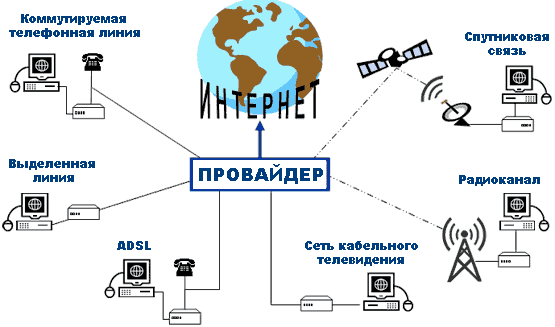 Коммутируемая
телефонная линия
Спутниковая
связь
ИНТЕРНЕТ
Выделенная
линия
ПРОВАЙДЕР
Радиоканал
ADSL
Сеть кабельного
телевидения